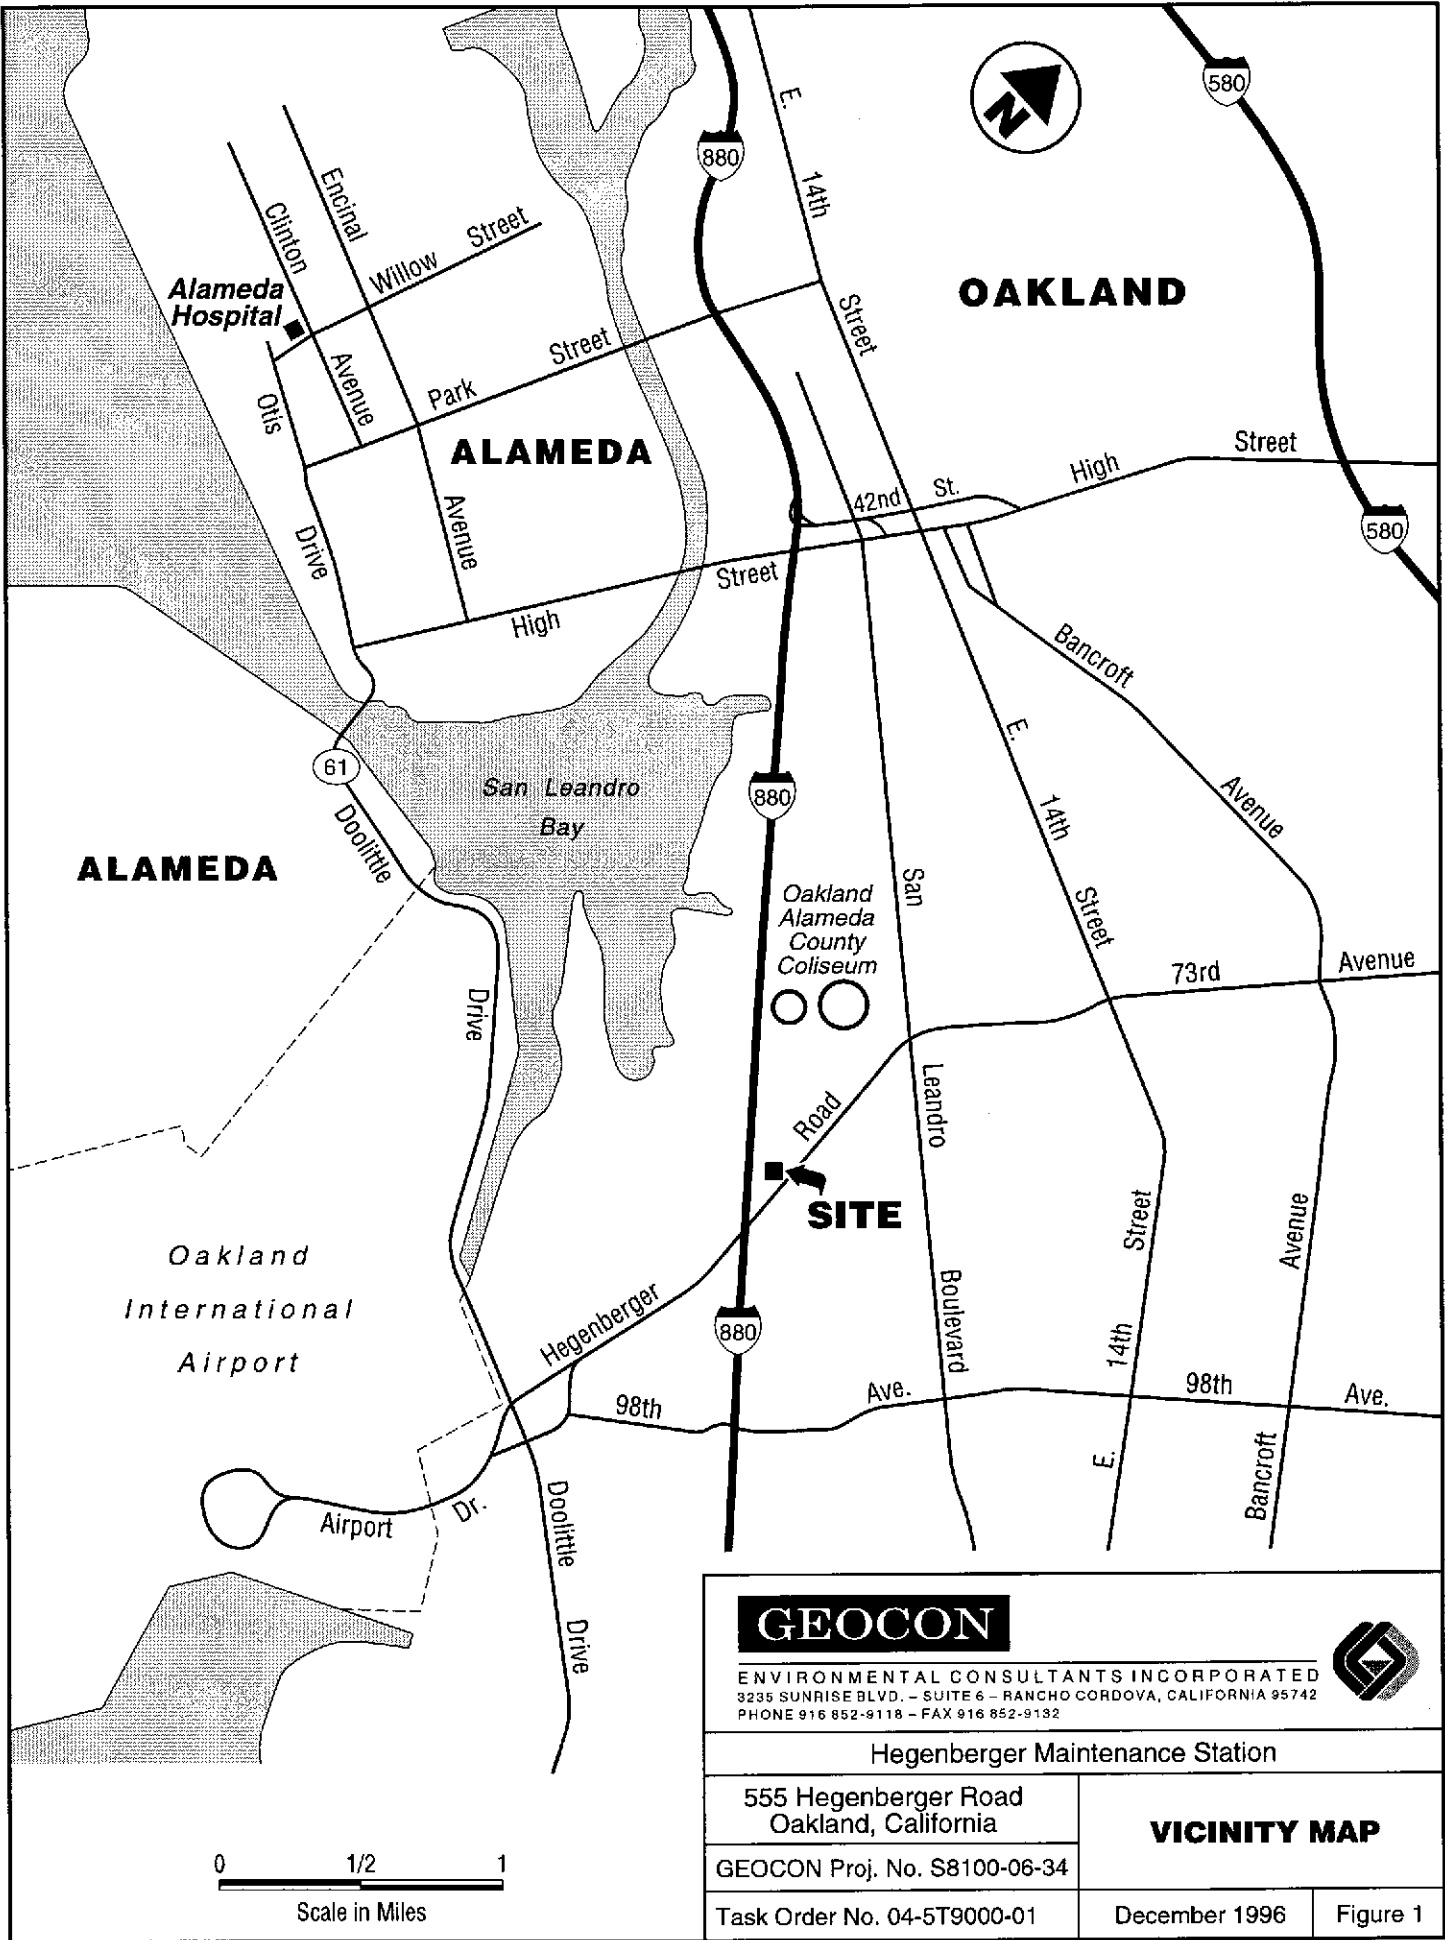 580
N
E.
14th
Street
880
Encinal
Clinton
Willow
Street
Alameda
Hospital
OAKLAND
Avenue
Park
Street
Otis
ALAMEDA
Avenue
Drive
High
Street
42nd
St.
High
Street
580
Bancroft
Avenue
E.
14th
Street
San Leandro
Bay
61
Doolittle
Drive
ALAMEDA
880
Oakland
Alameda
County
Coliseum
San
Leandro
Boulevard
73rd
Avenue
Road
SITE
Street
14th
E.
Avenue
Bancroft
Oakland
International
Airport
Hegenberger
880
98th
Ave.
98th
Ave.
Airport
Dr.
Doolittle
Drive
0 1/2 1
Scale in Miles
GEOCON
ENVIRONMENTAL CONSULTANTS INCORPORATED
3235 SUNRISE BLVD. – SUITE 6 – RANCHO CORDOVA, CALIFORNIA 95742
PHONE 916 852-9118 – FAX 916 852-9132
Hegenberger Maintenance Station
555 Hegenberger Road
Oakland, California
VICINITY MAP
GEOCON Proj. No. S8100-06-34
Task Order No. 04-5T9000-01
December 1996
Figure 1